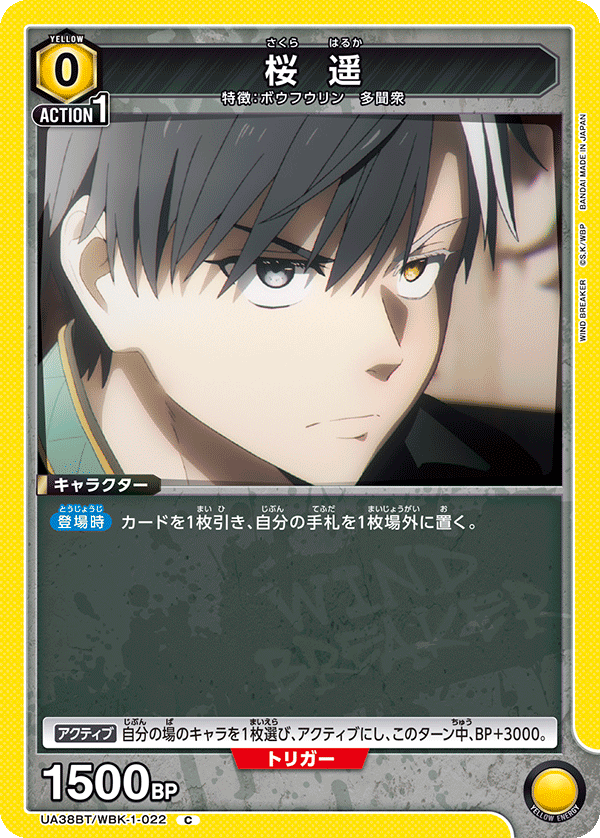 YELLOW
0
ACTION 1
さくら はるか
桜 遥
特徴:ボウフウリン 多聞衆
WIND BREAKER ©S.K/WBP BANDAI MADE IN JAPAN
キャラクター
とうじょうじ まい ひ じぶん てふだ まいじょうがい お
登場時 カードを1枚引き、自分の手札を1枚場外に置く。
WIND
BREAKER
じぶん ば まいえら ちゅう
アクティブ 自分の場のキャラを1枚選び、アクティブにし、このターン中、BP+3000。
トリガー
1500BP
YELLOW ENERGY
UA38BT/WBK-1-022 C